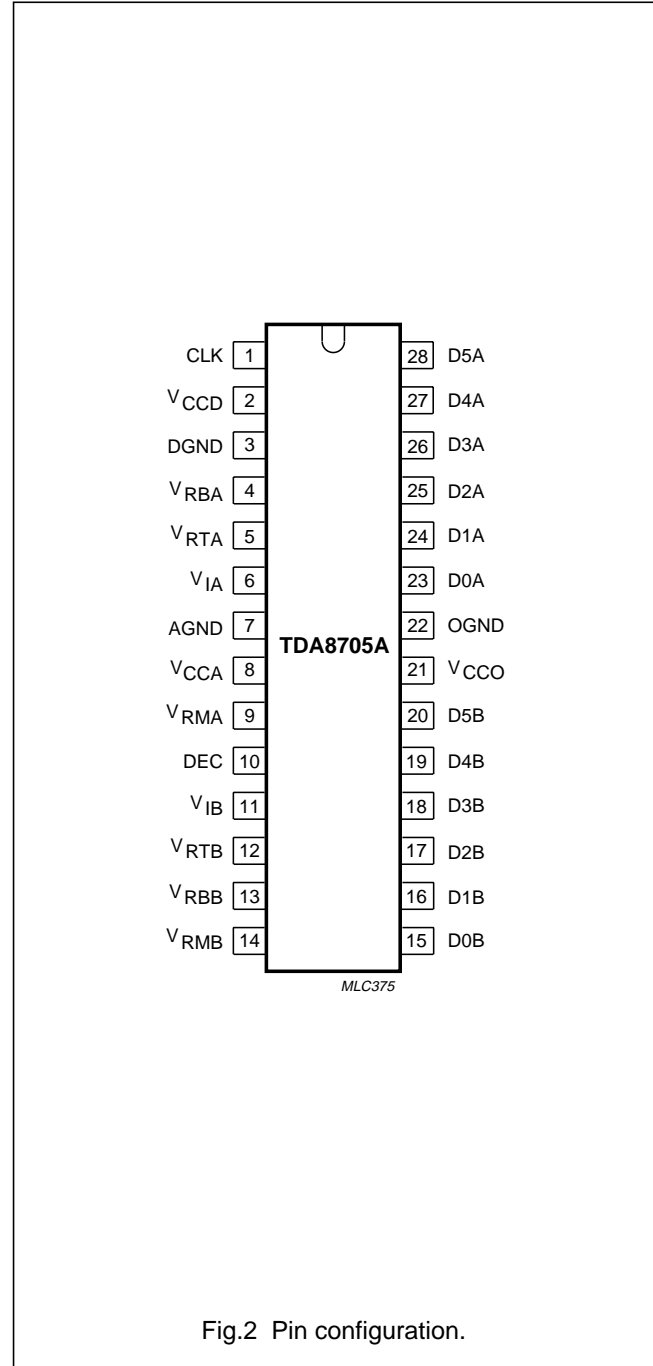 CLK 1 28 D5A
VCCD 2 27 D4A
DGND 3 26 D3A
VRBA 4 25 D2A
VRTA 5 24 D1A
VIA 6 23 D0A
AGND 7 22 OGND
TDA8705A
VCCA 8 21 VCCO
VRMA 9 20 D5B
DEC 10 19 D4B
VIB 11 18 D3B
VRTB 12 17 D2B
VRBB 13 16 D1B
VRMB 14 15 D0B
MLC375
Fig.2 Pin configuration.